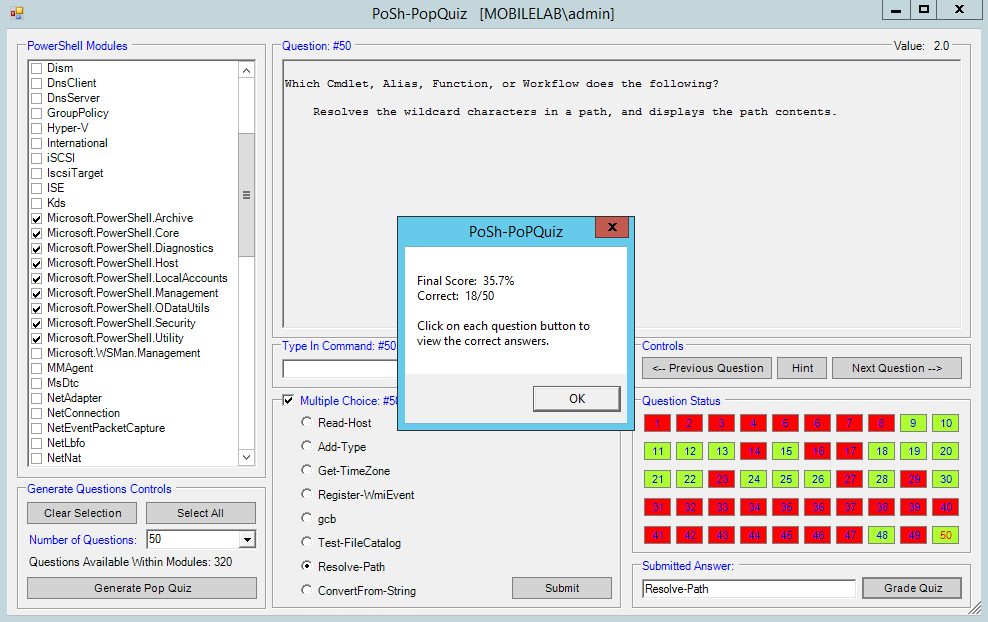 PoSh-PopQuiz   [MOBILELAB\admin]
PowerShell Modules
Dism
DnsClient
DnsServer
GroupPolicy
Hyper-V
International
iSCSI
IscsiTarget
ISE
Kds
Microsoft.PowerShell.Archive
Microsoft.PowerShell.Core
Microsoft.PowerShell.Diagnostics
Microsoft.PowerShell.Host
Microsoft.PowerShell.LocalAccounts
Microsoft.PowerShell.Management
Microsoft.PowerShell.ODataUtils
Microsoft.PowerShell.Security
Microsoft.PowerShell.Utility
Microsoft.WSMan.Management
MMAgent
MsDtc
NetAdapter
NetConnection
NetEventPacketCapture
NetLbfo
NetNat
Generate Questions Controls
Clear Selection
Select All
Number of Questions: 50
Questions Available Within Modules: 320
Generate Pop Quiz
Question: #50
Value: 2.0
Which Cmdlet, Alias, Function, or Workflow does the following?
Resolves the wildcard characters in a path, and displays the path contents.
PoSh-PoPQuiz
X
Final Score: 35.7%
Correct: 18/50
Click on each question button to
view the correct answers.
OK
Type In Command: #50
Multiple Choice: #50
Read-Host
Add-Type
Get-TimeZone
Register-WmiEvent
gcb
Test-FileCatalog
Resolve-Path
ConvertFrom-String
Submit
Controls
<-- Previous Question
Hint
Next Question -->
Question Status
1 2 3 4 5 6 7 8 9 10
11 12 13 14 15 16 17 18 19 20
21 22 23 24 25 26 27 28 29 30
31 32 33 34 35 36 37 38 39 40
41 42 43 44 45 46 47 48 49 50
Submitted Answer:
Resolve-Path
Grade Quiz